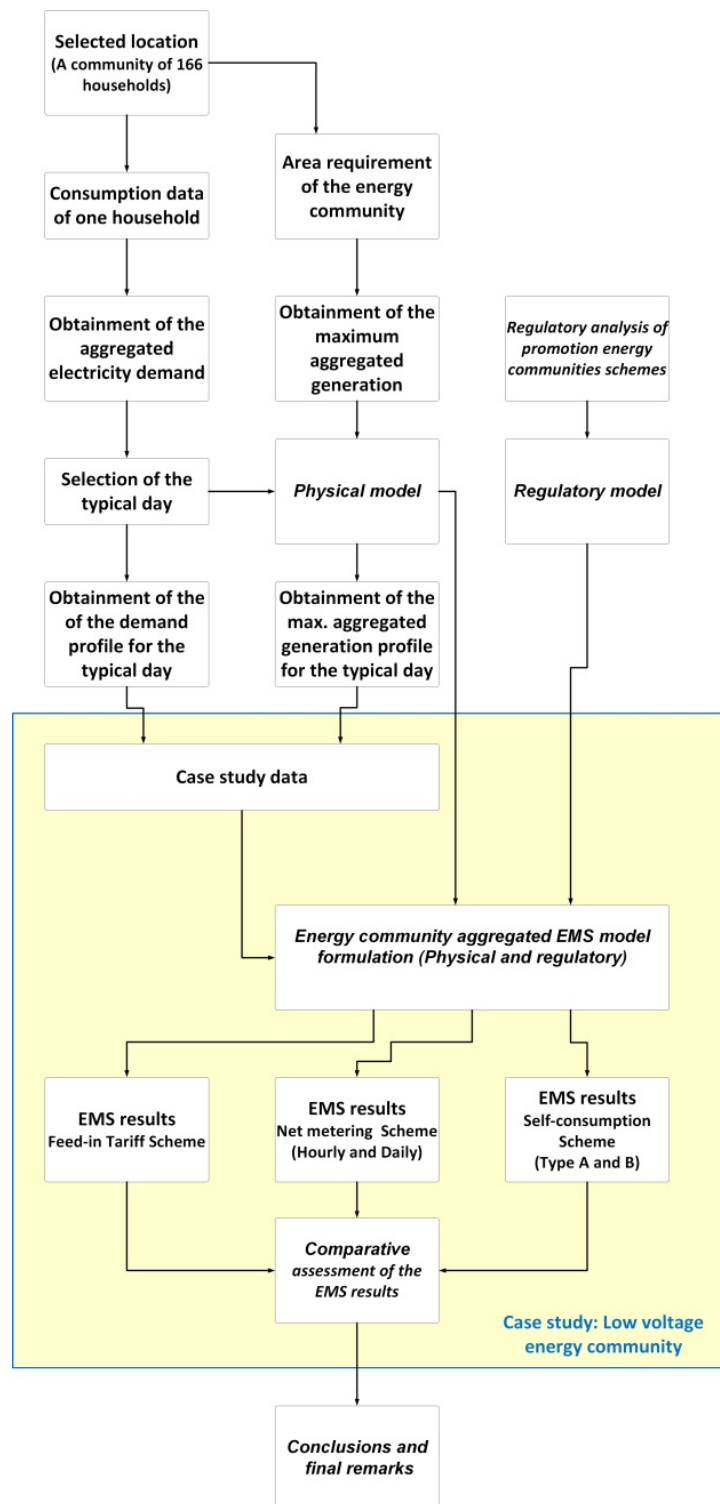 Selected location
(A community of 166
households)
Area requirement
of the energy
community
Consumption data
of one household
Obtainment of the
aggregated
electricity demand
Obtainment of the
maximum
aggregated
generation
Regulatory analysis of
promotion energy
communities schemes
Selection of the
typical day
Physical model
Regulatory model
Obtainment of the
of the demand
profile for the
typical day
Obtainment of the
max. aggregated
generation profile
for the typical day
Case study data
Energy community aggregated EMS model
formulation (Physical and regulatory)
EMS results
Feed-in Tariff Scheme
EMS results
Net metering Scheme
(Hourly and Daily)
EMS results
Self-consumption
Scheme
(Type A and B)
Comparative
assessment of the
EMS results
Case study: Low voltage
energy community
Conclusions and
final remarks